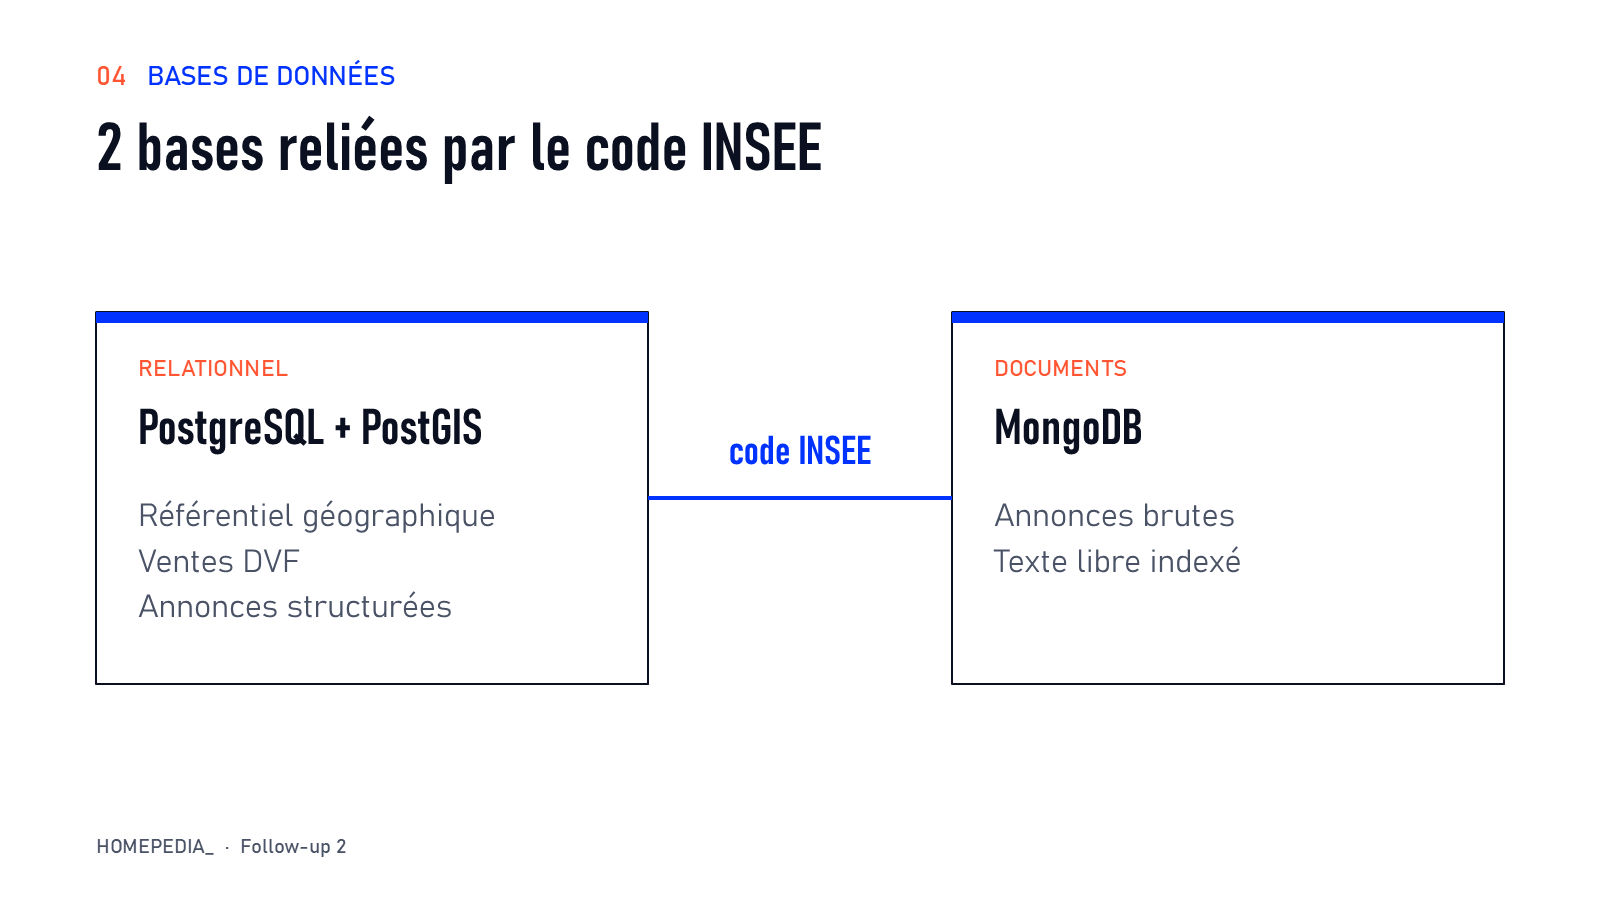 04 BASES DE DONNÉES
2 bases reliées par le code INSEE
RELATIONNEL
PostgreSQL + PostGIS
Référentiel géographique
Ventes DVF
Annonces structurées
code INSEE
DOCUMENTS
MongoDB
Annonces brutes
Texte libre indexé
HOMEPEDIA_ · Follow-up 2